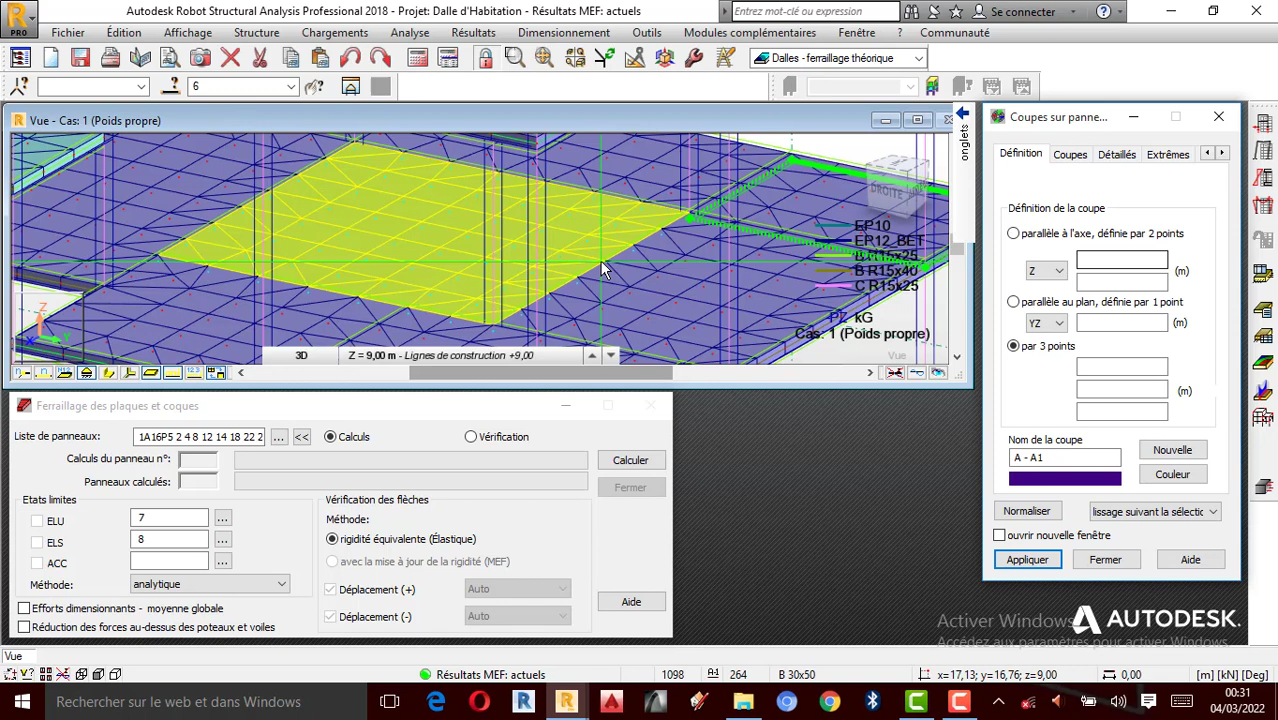 Autodesk Robot Structural Analysis Professional 2018 - Projet: Dalle d'Habitation - Résultats MEF: actuels
Entrez mot-clé ou expression
Se connecter
PRO
Fichier Édition Affichage Structure Chargements Analyse Résultats Dimensionnement Outils Modules complémentaires Fenêtre ? Communauté
Dalles - ferraillage théorique
6
Vue - Cas: 1 (Poids propre)
onglets
DROITE
EP10
EP12_BET
B R15x40
C R15x25
PZ kG
Cas: 1 (Poids propre)
Z
Y
X
3D
Z = 9,00 m - Lignes de construction +9,00
Vue
Coupes sur panne...
Définition Coupes Détaillés Extrêmes
Définition de la coupe
parallèle à l'axe, définie par 2 points
Z
(m)
parallèle au plan, définie par 1 point
YZ
(m)
par 3 points
(m)
Nom de la coupe
Nouvelle
A - A1
Couleur
Normaliser
lissage suivant la sélectic
ouvrir nouvelle fenêtre
Appliquer Fermer Aide
Ferraillage des plaques et coques
Liste de panneaux: 1A16P5 2 4 8 12 14 18 22 2 ... << Calculs Vérification
Calculs du panneau n°:
Calculer
Panneaux calculés:
Fermer
Etats limites
ELU 7 ...
ELS 8 ...
ACC ...
Méthode: analytique
Vérification des flèches
Méthode:
rigidité équivalente (Élastique)
avec la mise à jour de la rigidité (MEF)
Déplacement (+) Auto
Déplacement (-) Auto
Aide
Efforts dimensionnants - moyenne globale
Réduction des forces au-dessus des poteaux et voiles
Activer Windows
Accédez aux paramètres pour activer Windows.
AUTODESK.
Vue
Résultats MEF: actuels 1098 264 B 30x50 x=17,13; y=16,76; z=9,00 0,00 [m] [kN] [Deg]
Rechercher sur le web et dans Windows
00:31
04/03/2022